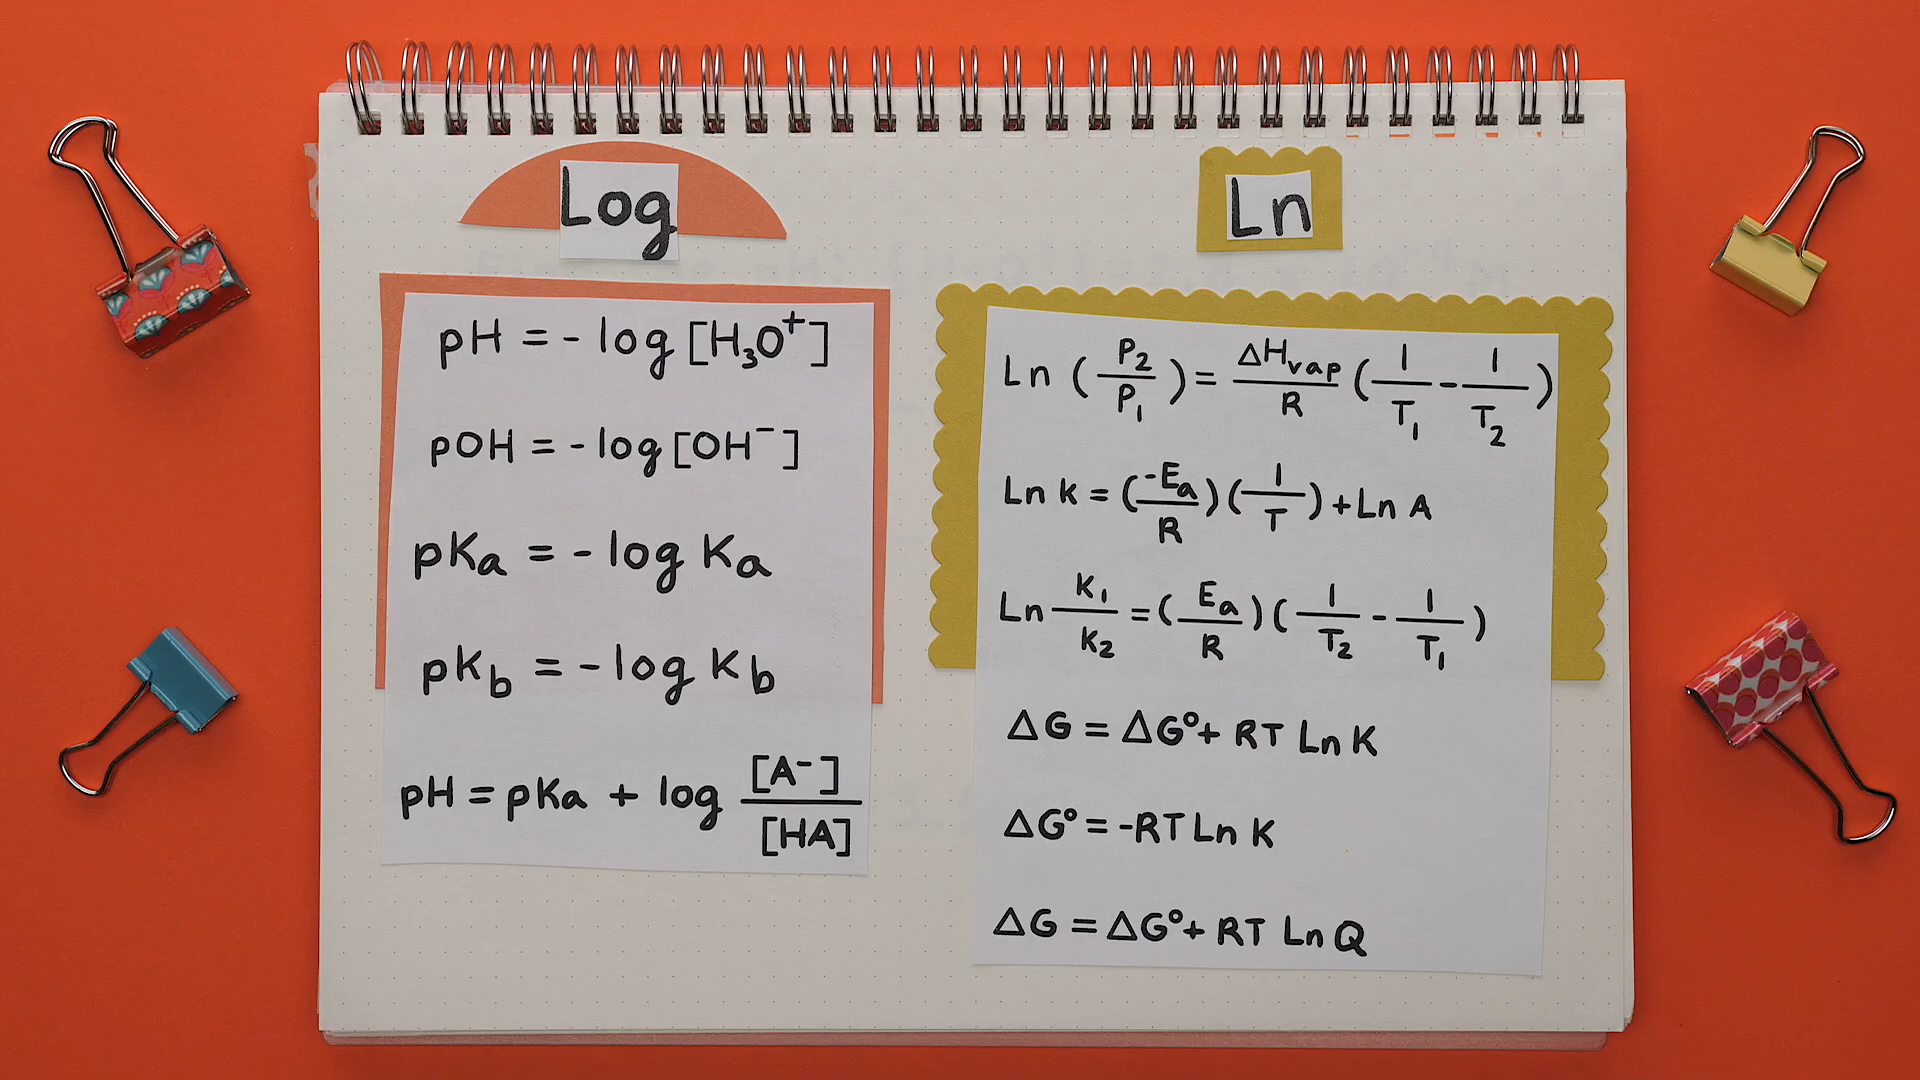 Log
pH = - log [H₃O⁺]
pOH = - log [OH⁻]
pKa = - log Ka
pKb = - log Kb
pH = pKa + log [A⁻]/[HA]
Ln
Ln (P₂/P₁) = ΔHvap/R (1/T₁ - 1/T₂)
Ln k = (-Ea/R)(1/T) + Ln A
Ln K₁/K₂ = (Ea/R)(1/T₂ - 1/T₁)
ΔG = ΔG° + RT Ln K
ΔG° = -RT Ln K
ΔG = ΔG° + RT Ln Q